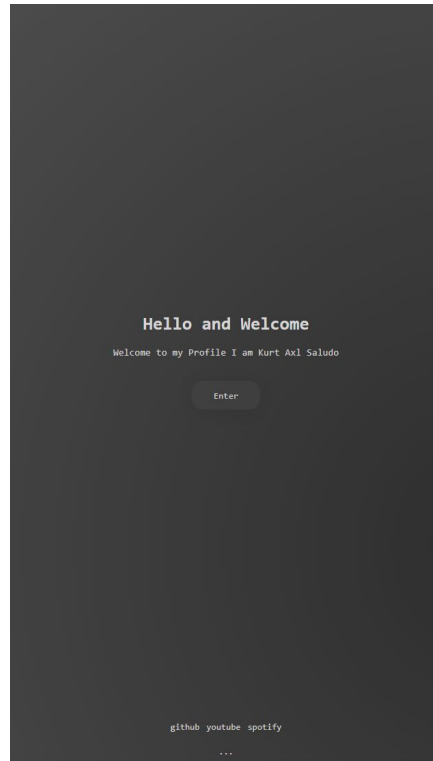 Hello and Welcome
Welcome to my Profile I am Kurt Axl Saludo
Enter
github youtube spotify
...